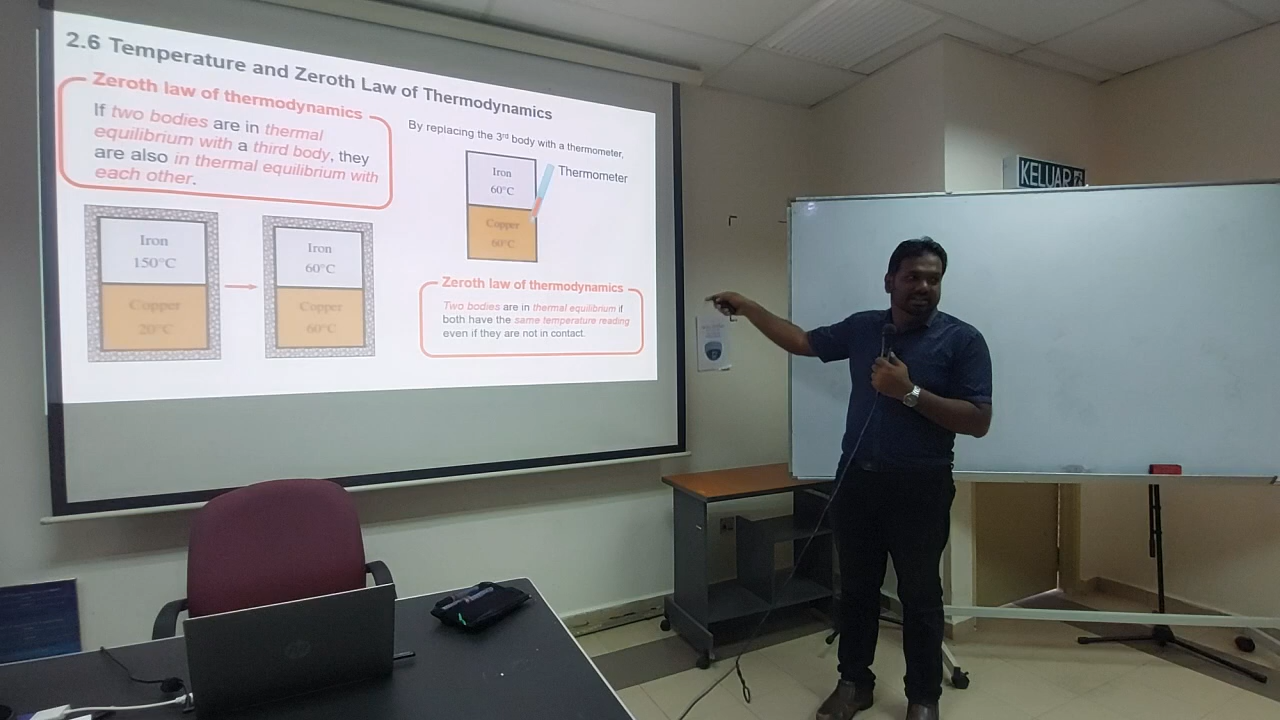 2.6 Temperature and Zeroth Law of Thermodynamics
Zeroth law of thermodynamics
If two bodies are in thermal
equilibrium with a third body, they
are also in thermal equilibrium with
each other.
Iron
150°C
Copper
20°C
Iron
60°C
Copper
60°C
By replacing the 3rd body with a thermometer,
Iron
60°C
Copper
60°C
Thermometer
Zeroth law of thermodynamics
Two bodies are in thermal equilibrium if
both have the same temperature reading
even if they are not in contact.
KELUAR
hp